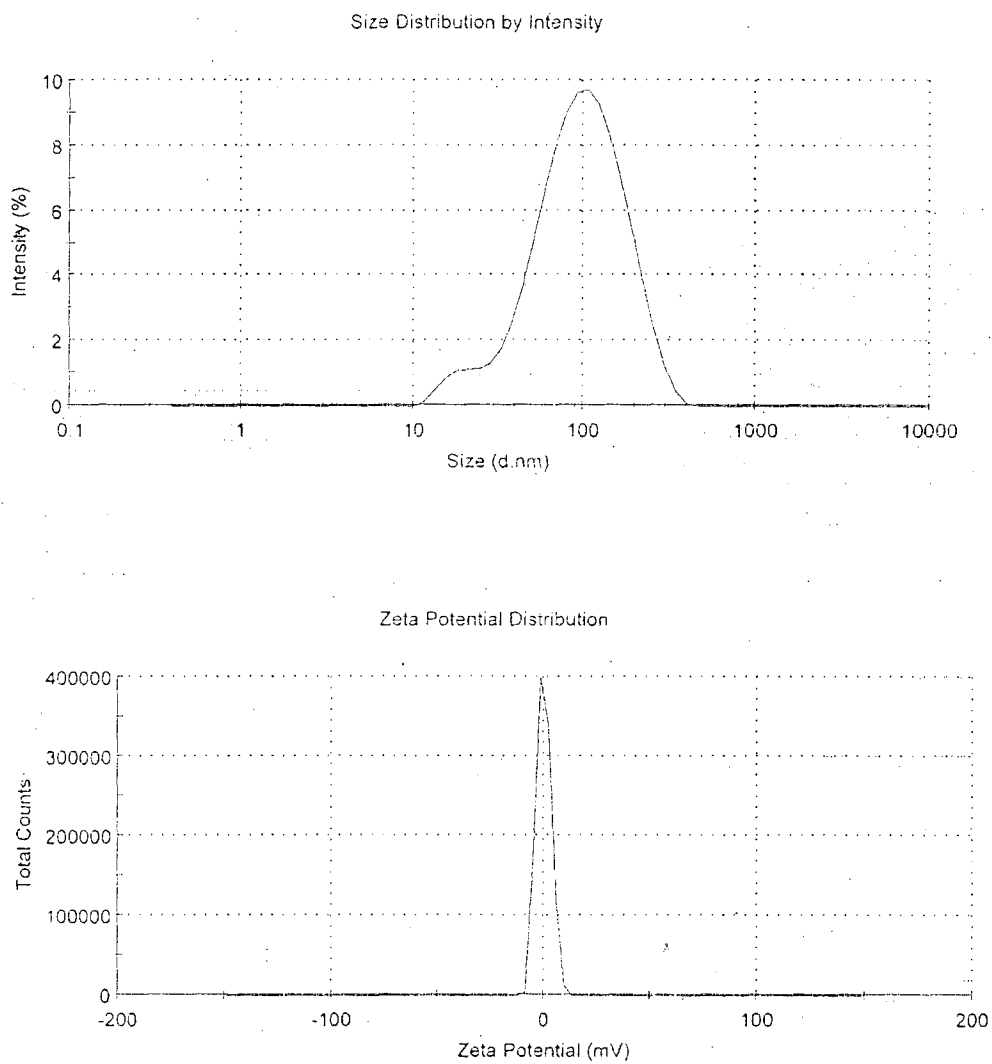 Size Distribution by Intensity
10
8
6
4
2
0
Intensity (%)
0.1 1 10 100 1000 10000
Size (d.nm)
Zeta Potential Distribution
400000
300000
200000
100000
0
Total Counts
-200 -100 0 100 200
Zeta Potential (mV)